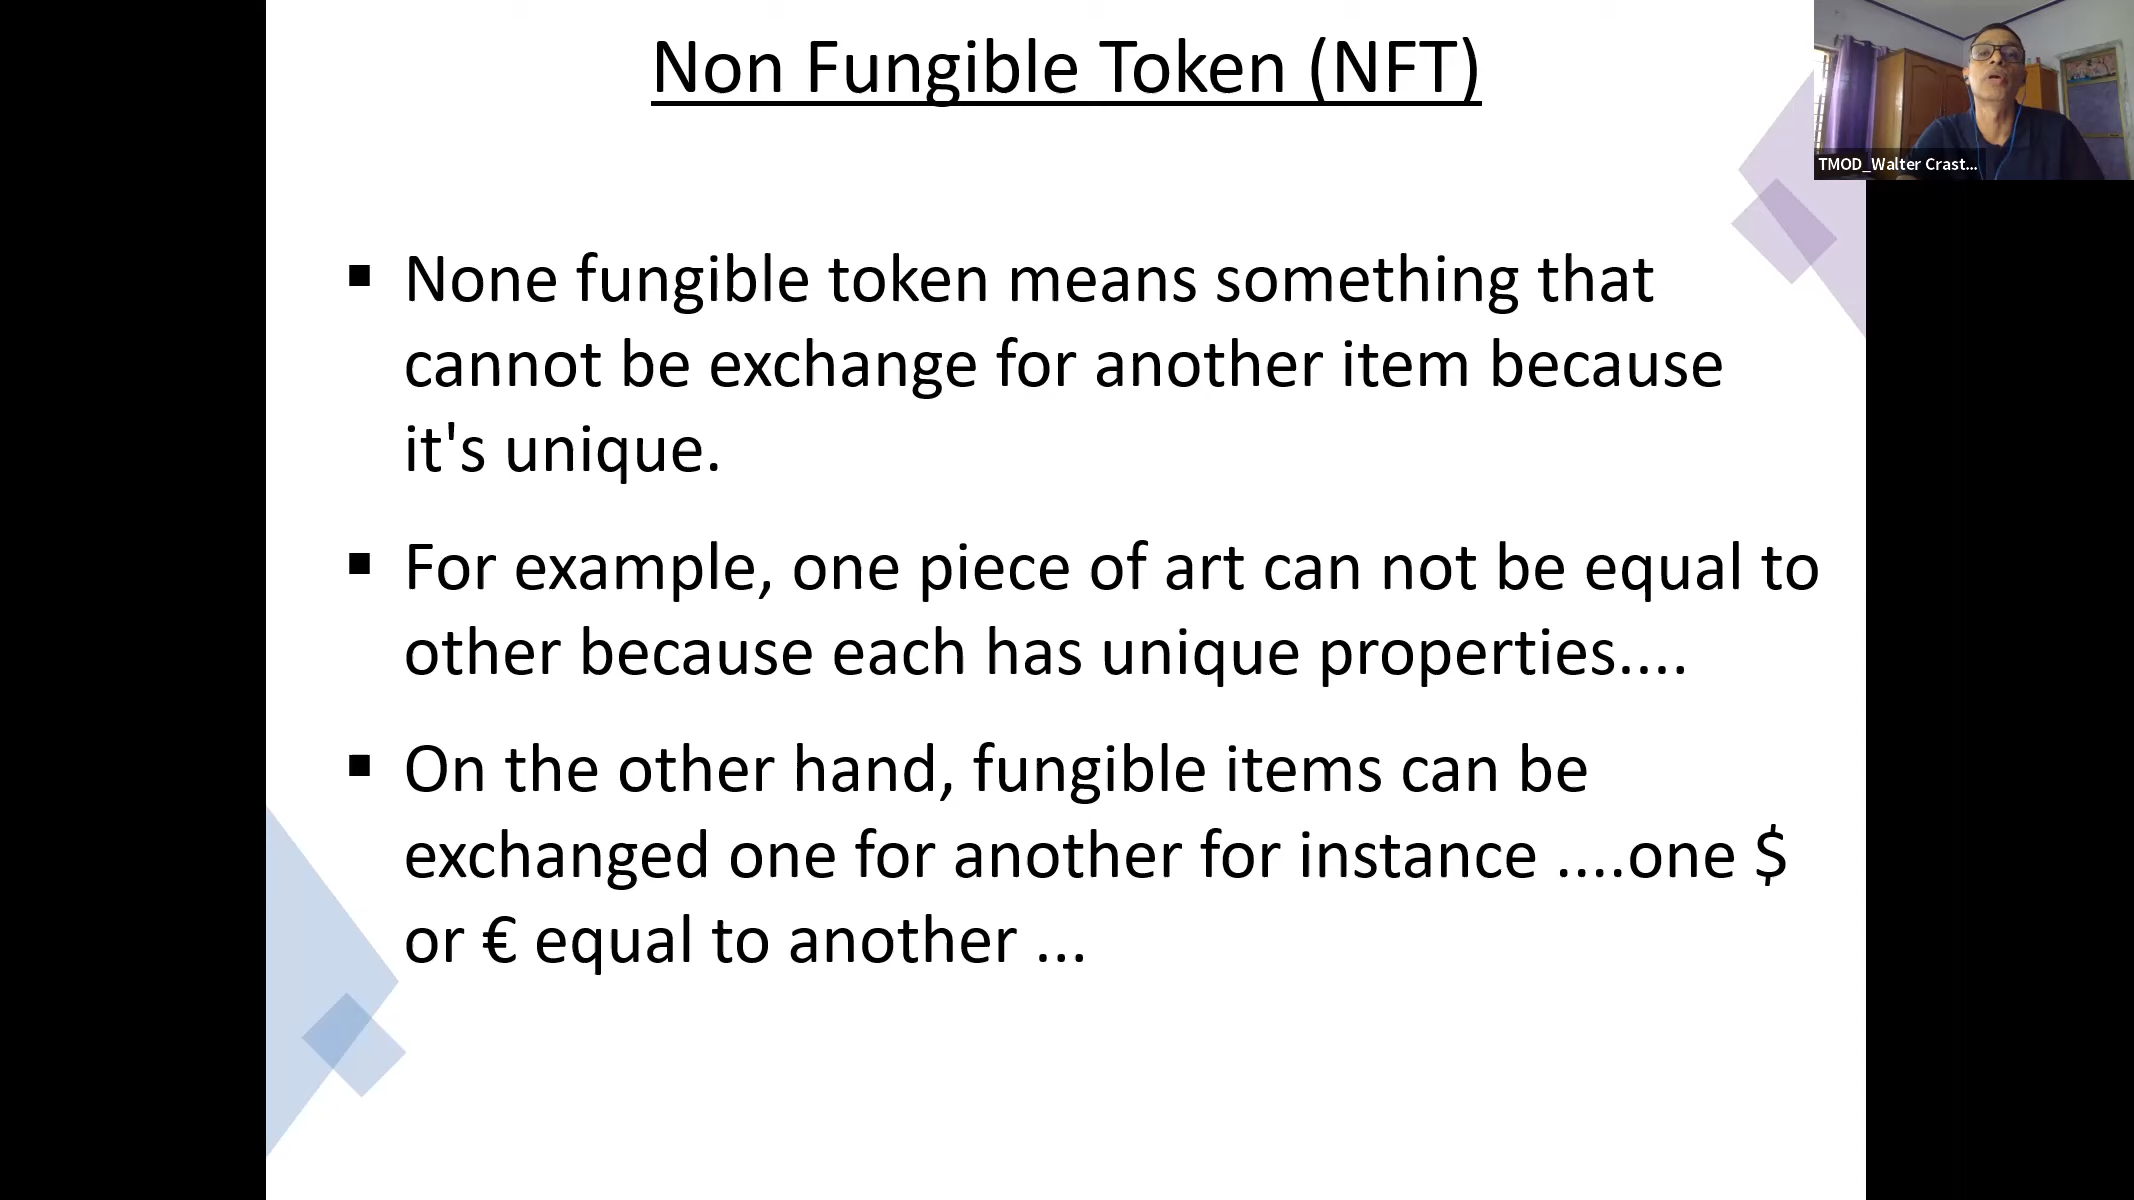 Non Fungible Token (NFT)
TMOD_Walter Crast...
▪ None fungible token means something that
cannot be exchange for another item because
it's unique.
▪ For example, one piece of art can not be equal to
other because each has unique properties....
▪ On the other hand, fungible items can be
exchanged one for another for instance ....one $
or € equal to another ...